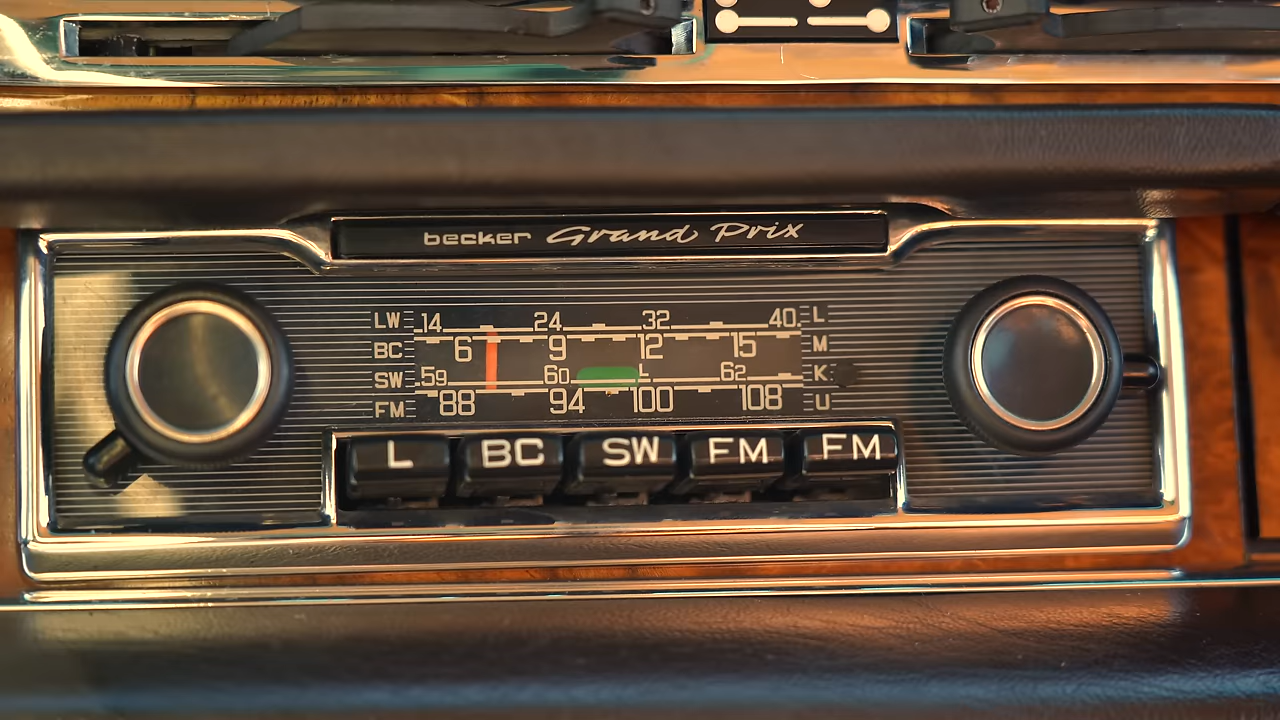 becker Grand Prix
LW 14 24 32 40 L
BC 6 9 12 15 M
SW 59 60 L 62 K
FM 88 94 100 108 U
L BC SW FM FM